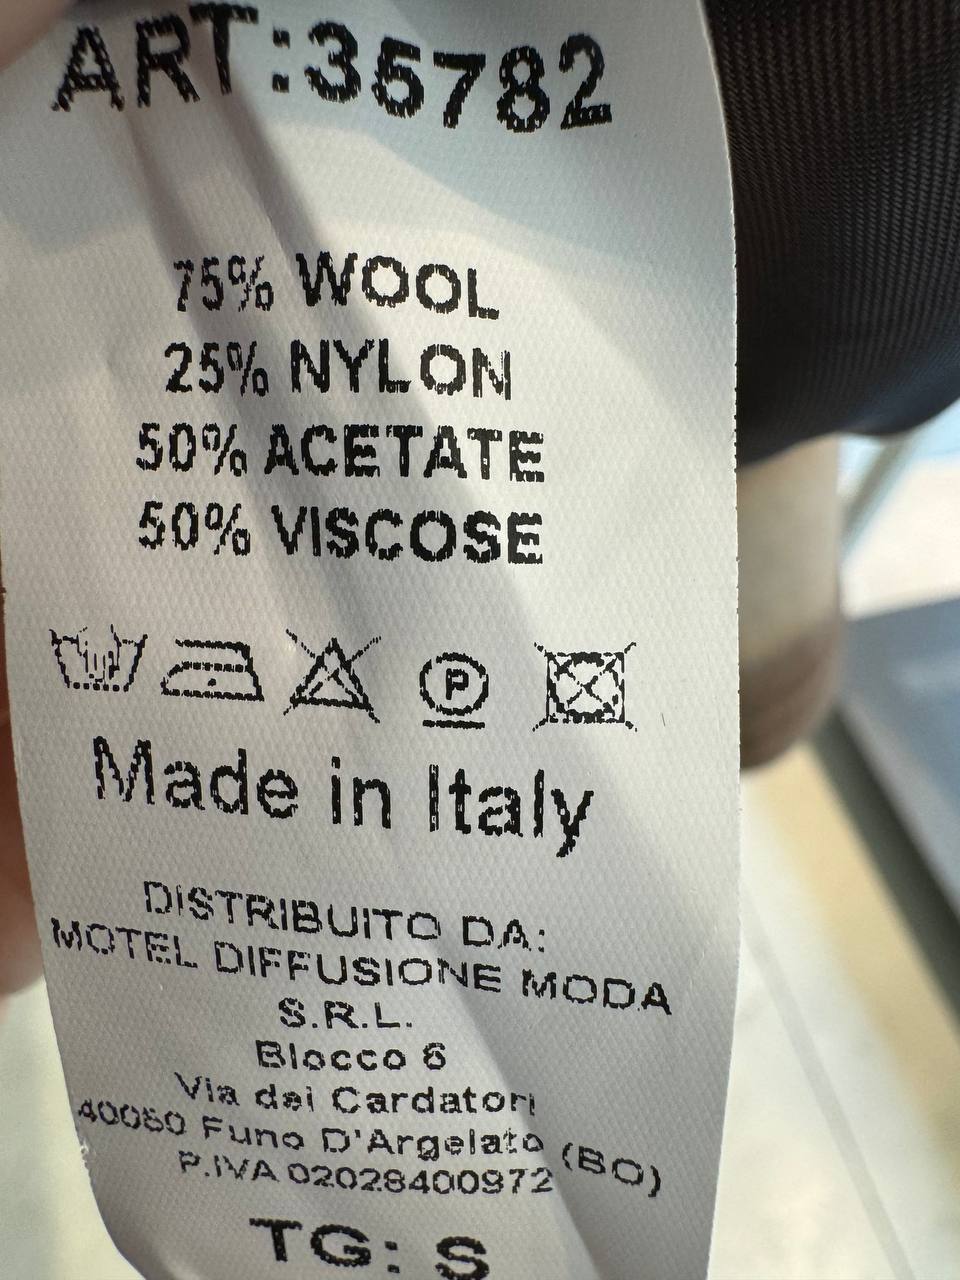 ART:35782
75% WOOL
25% NYLON
50% ACETATE
50% VISCOSE
P
Made in Italy
DISTRIBUITO DA:
MOTEL DIFFUSIONE MODA
S.R.L.
Blocco 6
Via dei Cardatori
40050 Funo D'Argelato (BO)
P.IVA 02028400972
TG: S